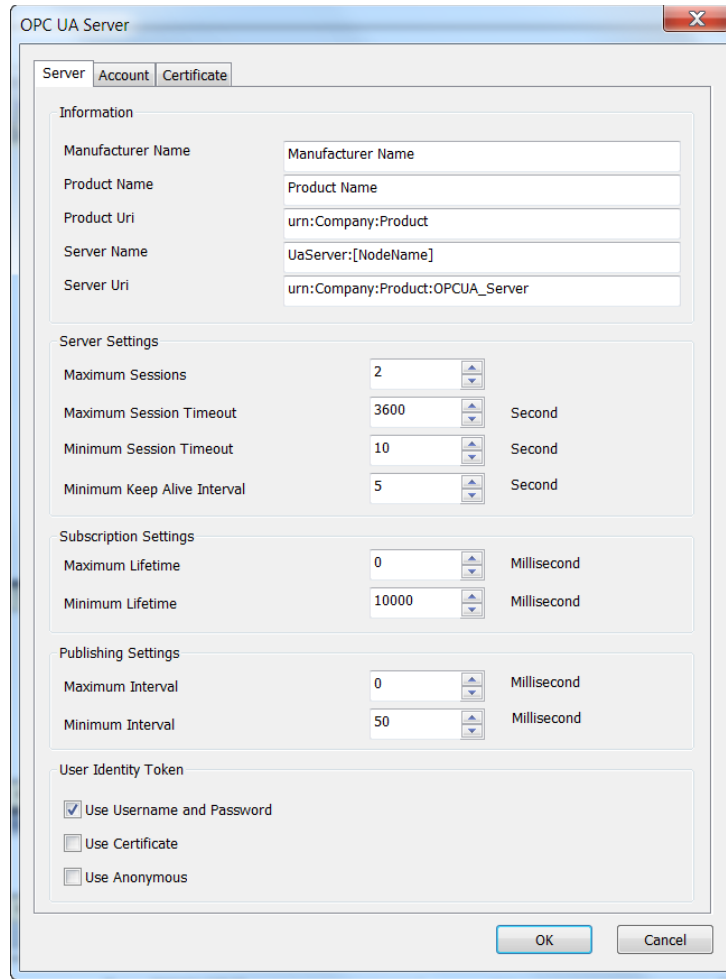 OPC UA Server
Server Account Certificate
Information
Manufacturer Name Manufacturer Name
Product Name Product Name
Product Uri urn:Company:Product
Server Name UaServer:[NodeName]
Server Uri urn:Company:Product:OPCUA_Server
Server Settings
Maximum Sessions 2
Maximum Session Timeout 3600 Second
Minimum Session Timeout 10 Second
Minimum Keep Alive Interval 5 Second
Subscription Settings
Maximum Lifetime 0 Millisecond
Minimum Lifetime 10000 Millisecond
Publishing Settings
Maximum Interval 0 Millisecond
Minimum Interval 50 Millisecond
User Identity Token
Use Username and Password
Use Certificate
Use Anonymous
OK Cancel